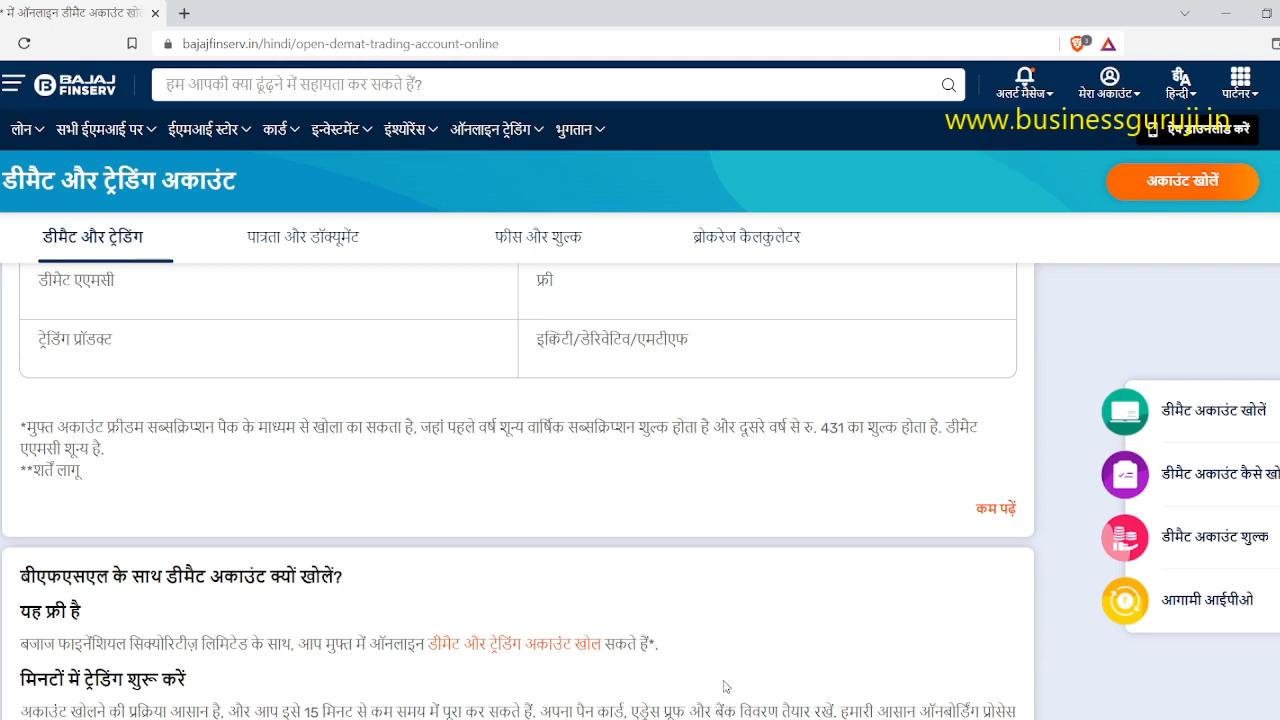 * में ऑनलाइन डीमैट अकाउंट खोलें
bajajfinserv.in/hindi/open-demat-trading-account-online
3
BAJAJ
FINSERV
हम आपकी क्या ढूंढ़ने में सहायता कर सकते हैं?
अलर्ट मैसेज
मेरा अकाउंट
हिन्दी
पार्टनर
लोन
सभी ईएमआई पर
ईएमआई स्टोर
कार्ड
इन्वेस्टमेंट
इंश्योरेंस
ऑनलाइन ट्रेडिंग
भुगतान
www.businessguruji.in
ऐप डाउनलोड करें
डीमैट और ट्रेडिंग अकाउंट
अकाउंट खोलें
डीमैट और ट्रेडिंग
पात्रता और डॉक्यूमेंट
फीस और शुल्क
ब्रोकरेज कैलकुलेटर
डीमैट एएमसी
फ्री
ट्रेडिंग प्रॉडक्ट
इक्विटी/डेरिवेटिव/एमटीएफ
*मुफ्त अकाउंट फ्रीडम सब्सक्रिप्शन पैक के माध्यम से खोला का सकता है, जहां पहले वर्ष शून्य वार्षिक सब्सक्रिप्शन शुल्क होता है और दूसरे वर्ष से रु. 431 का शुल्क होता है. डीमैट
एएमसी शून्य है.
**शर्तें लागू
कम पढ़ें
डीमैट अकाउंट खोलें
डीमैट अकाउंट कैसे खो
डीमैट अकाउंट शुल्क
आगामी आईपीओ
बीएफएसएल के साथ डीमैट अकाउंट क्यों खोलें?
यह फ्री है
बजाज फाइनेंशियल सिक्योरिटीज़ लिमिटेड के साथ, आप मुफ्त में ऑनलाइन डीमैट और ट्रेडिंग अकाउंट खोल सकते हैं*.
मिनटों में ट्रेडिंग शुरू करें
अकाउंट खोलने की प्रक्रिया आसान है, और आप इसे 15 मिनट से कम समय में पूरा कर सकते हैं. अपना पैन कार्ड, एड्रेस प्रूफ और बैंक विवरण तैयार रखें. हमारी आसान ऑनबोर्डिंग प्रोसेस